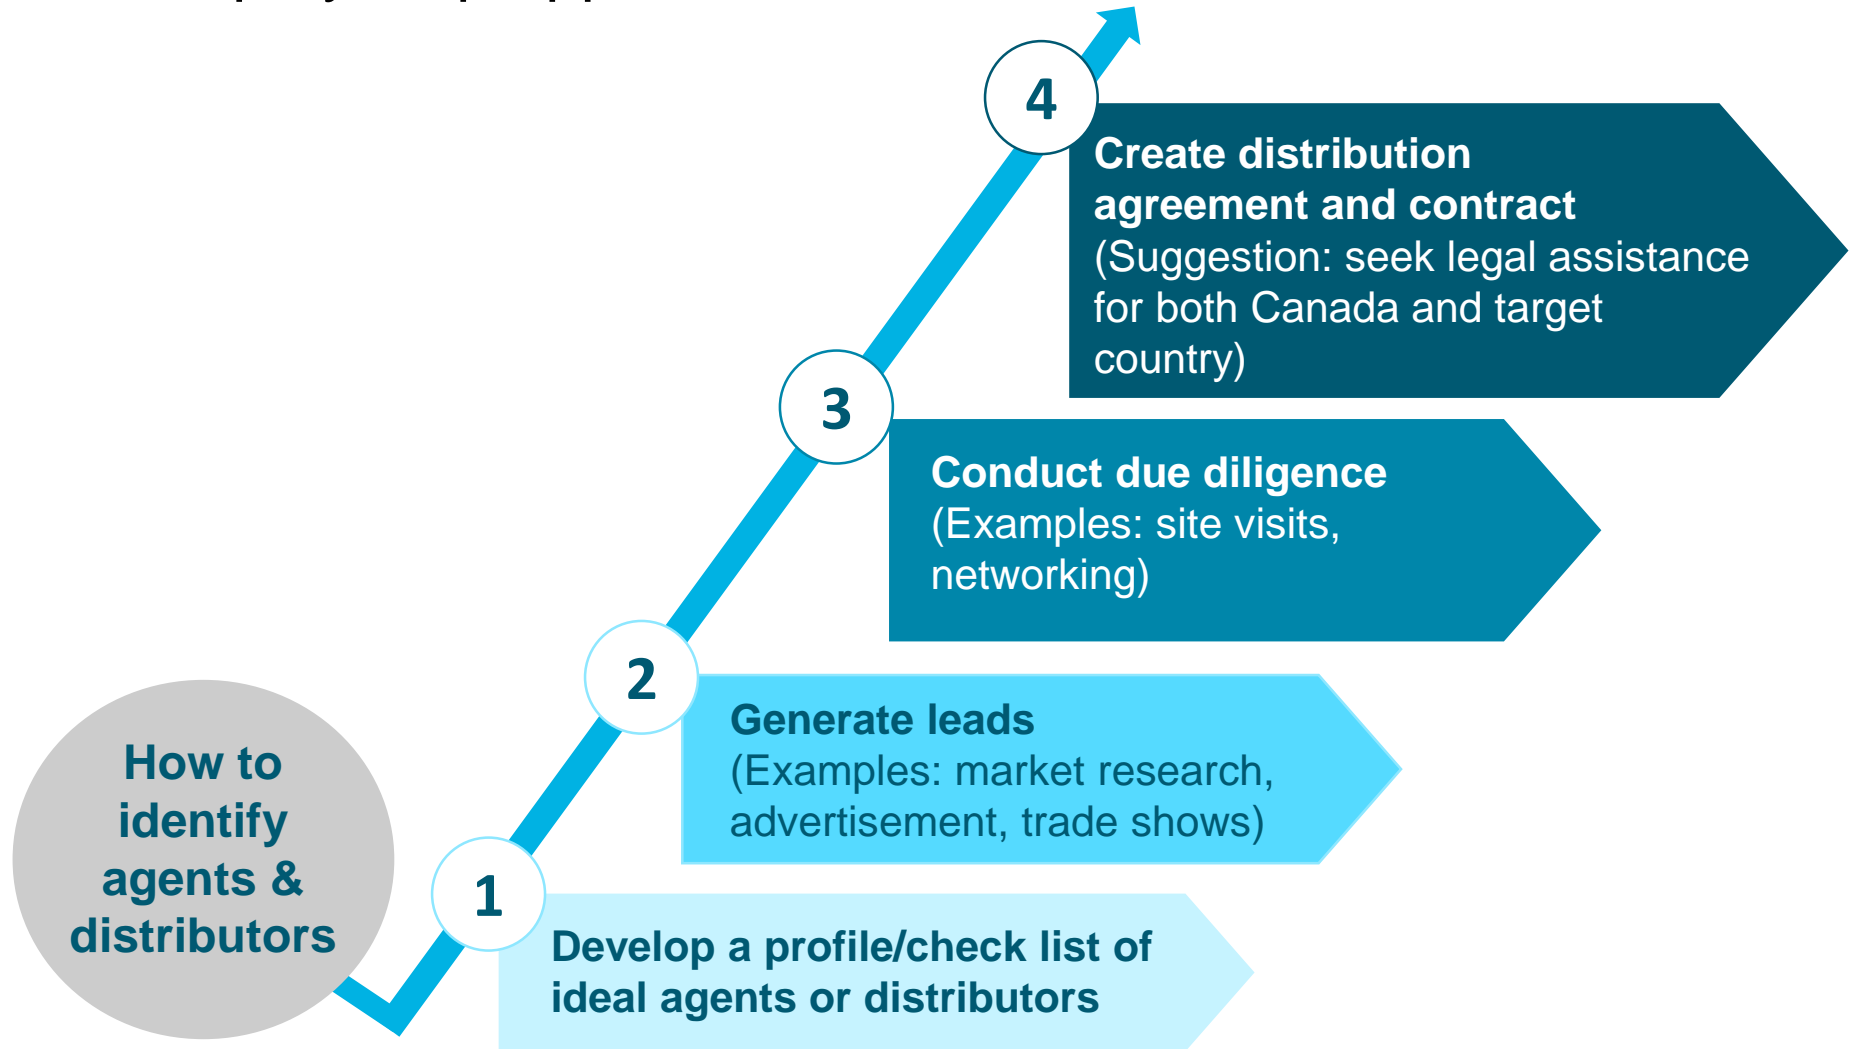 How to
identify
agents &
distributors
1
Develop a profile/check list of
ideal agents or distributors
2
Generate leads
(Examples: market research,
advertisement, trade shows)
3
Conduct due diligence
(Examples: site visits,
networking)
4
Create distribution
agreement and contract
(Suggestion: seek legal assistance
for both Canada and target
country)